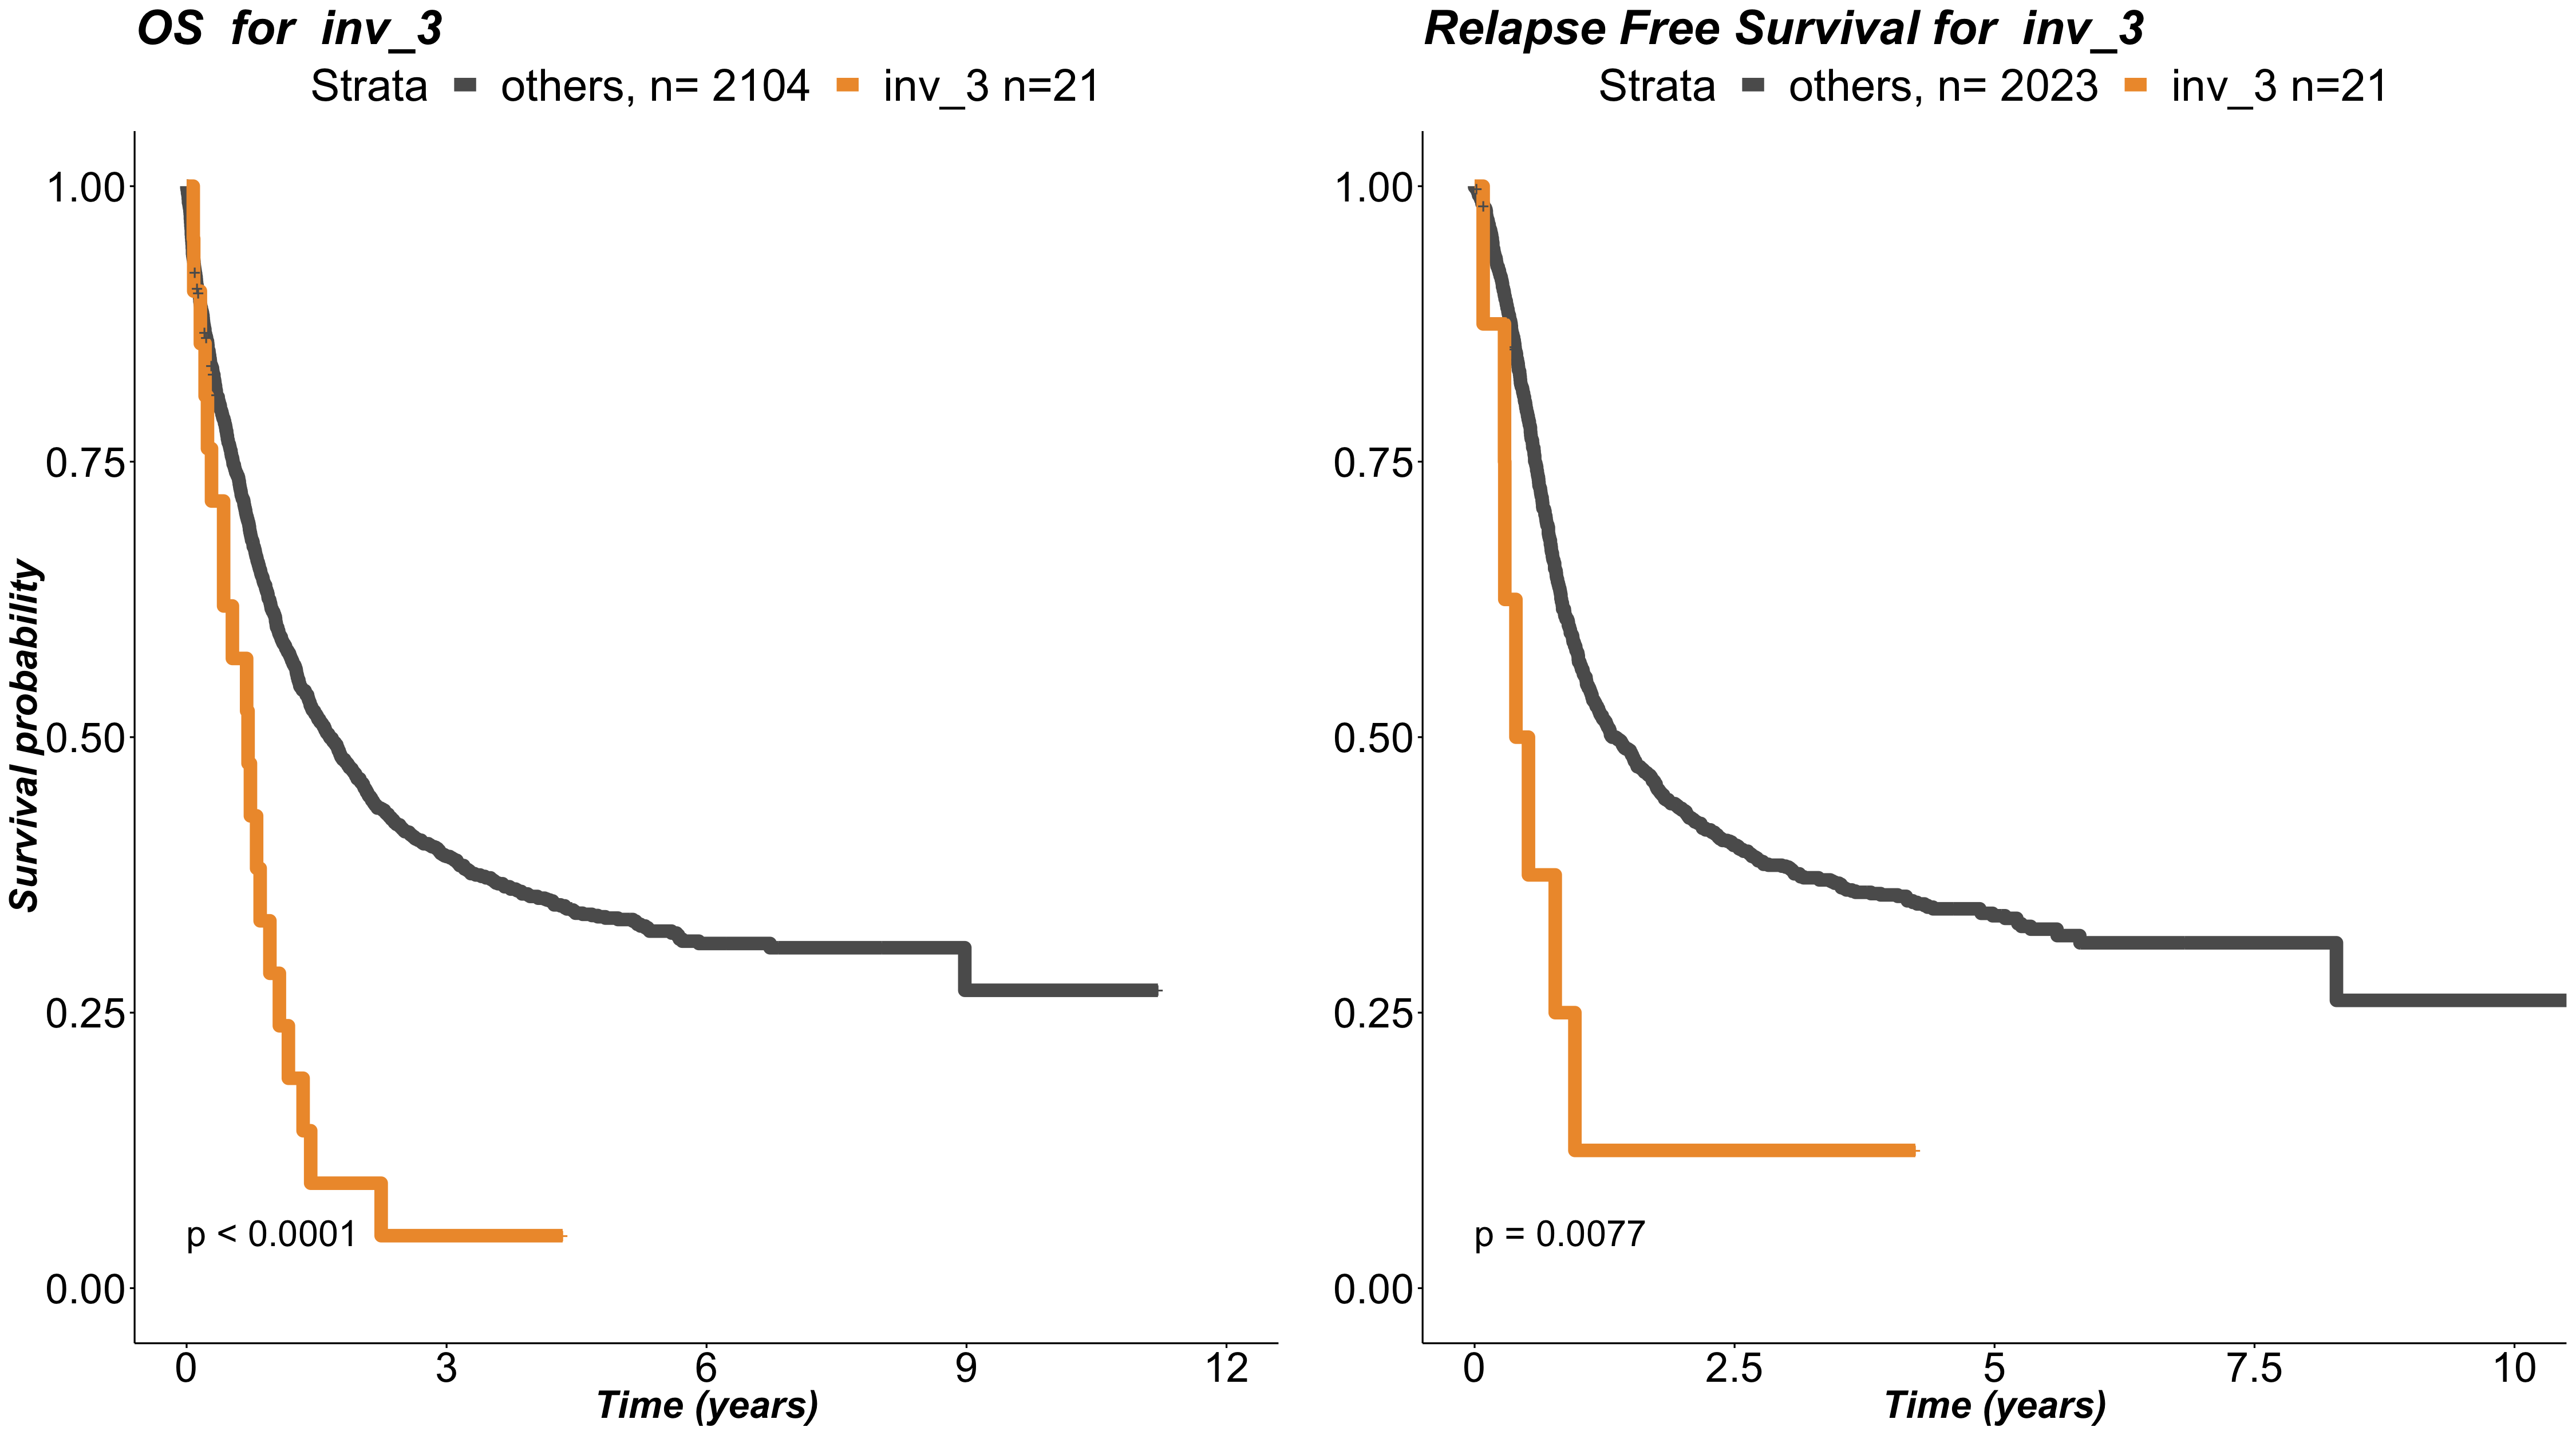 OS for inv_3
Strata others, n= 2104 inv_3 n=21
Survival probability
1.00
0.75
0.50
0.25
0.00
p < 0.0001
0 3 6 9 12
Time (years)
Relapse Free Survival for inv_3
Strata others, n= 2023 inv_3 n=21
1.00
0.75
0.50
0.25
0.00
p = 0.0077
0 2.5 5 7.5 10
Time (years)